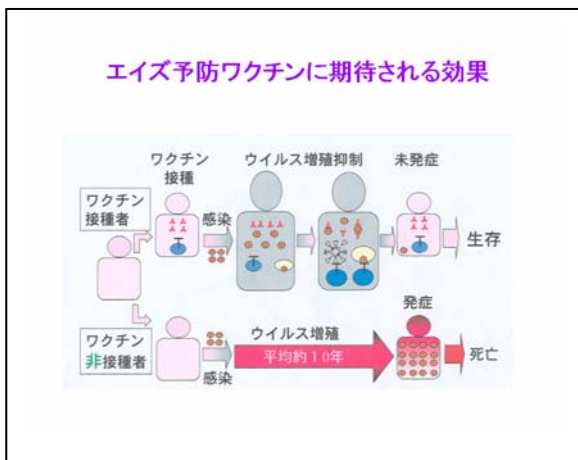 エイズ予防ワクチンに期待される効果
ワクチン
接種
ウイルス増殖抑制
未発症
ワクチン
接種者
感染
生存
ワクチン
非接種者
感染
ウイルス増殖
平均約10年
発症
死亡